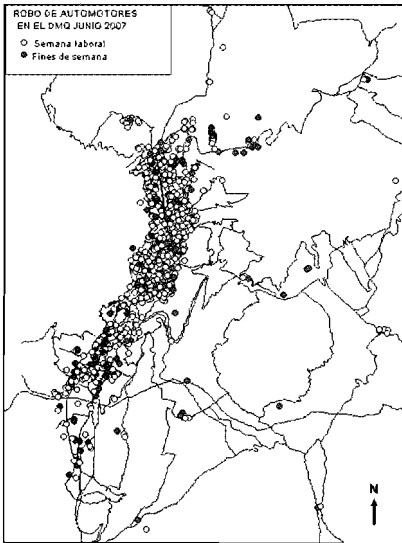 ROBO DE AUTOMOTORES
EN EL DMQ JUNIO 2007
Semana laboral
Fines de semana
N